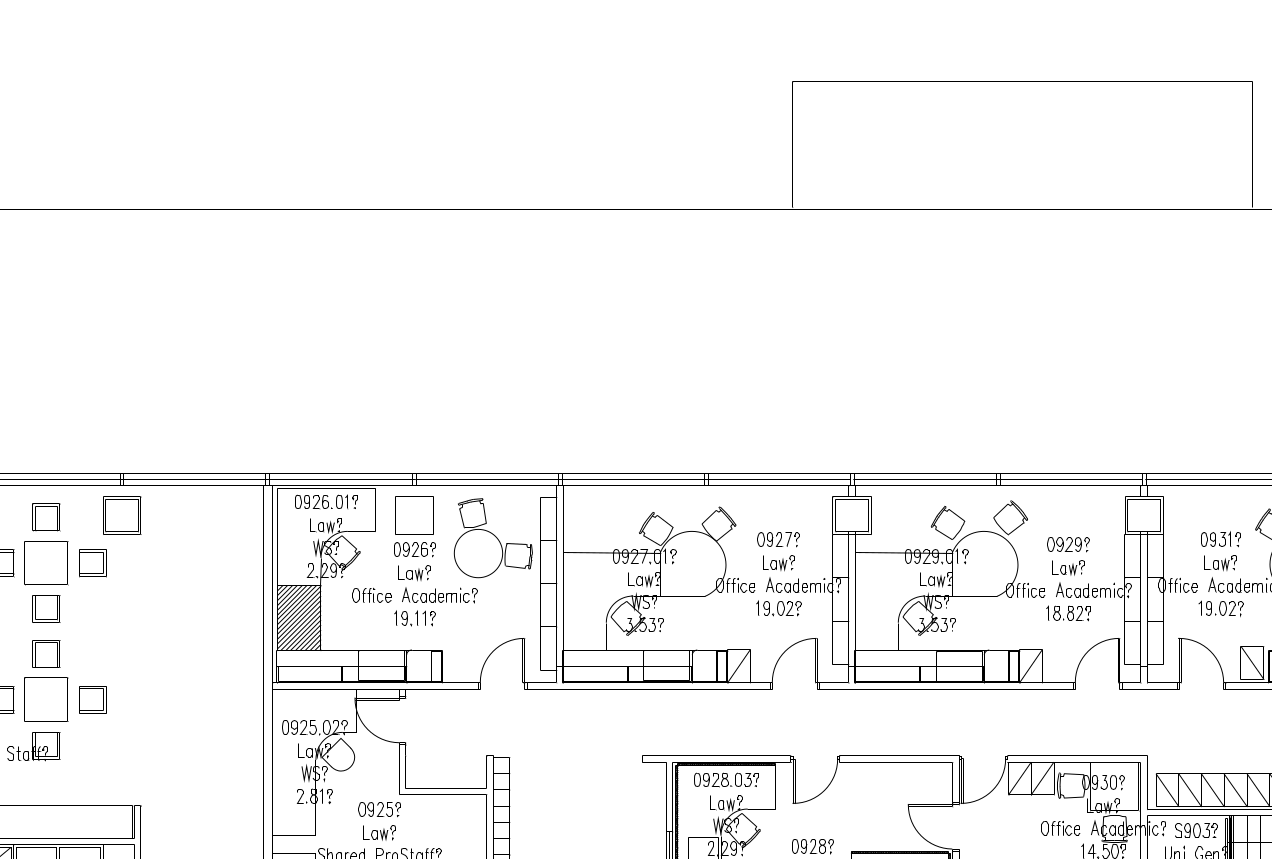 0926.01?
Law?
WS?
2.29?
0926?
Law?
Office Academic?
19.11?
0927.01?
Law?
WS?
3.53?
0927?
Law?
Office Academic?
19.02?
0929.01?
Law?
WS?
3.53?
0929?
Law?
Office Academic?
18.82?
0931?
Law?
Office Academic
19.02?
Staff?
0925.02?
Law?
WS?
2.81?
0925?
Law?
Shared ProStaff?
0928.03?
Law?
WS?
2.29?
0928?
0930?
Law?
Office Academic?
14.50?
S903?
Uni Gen?